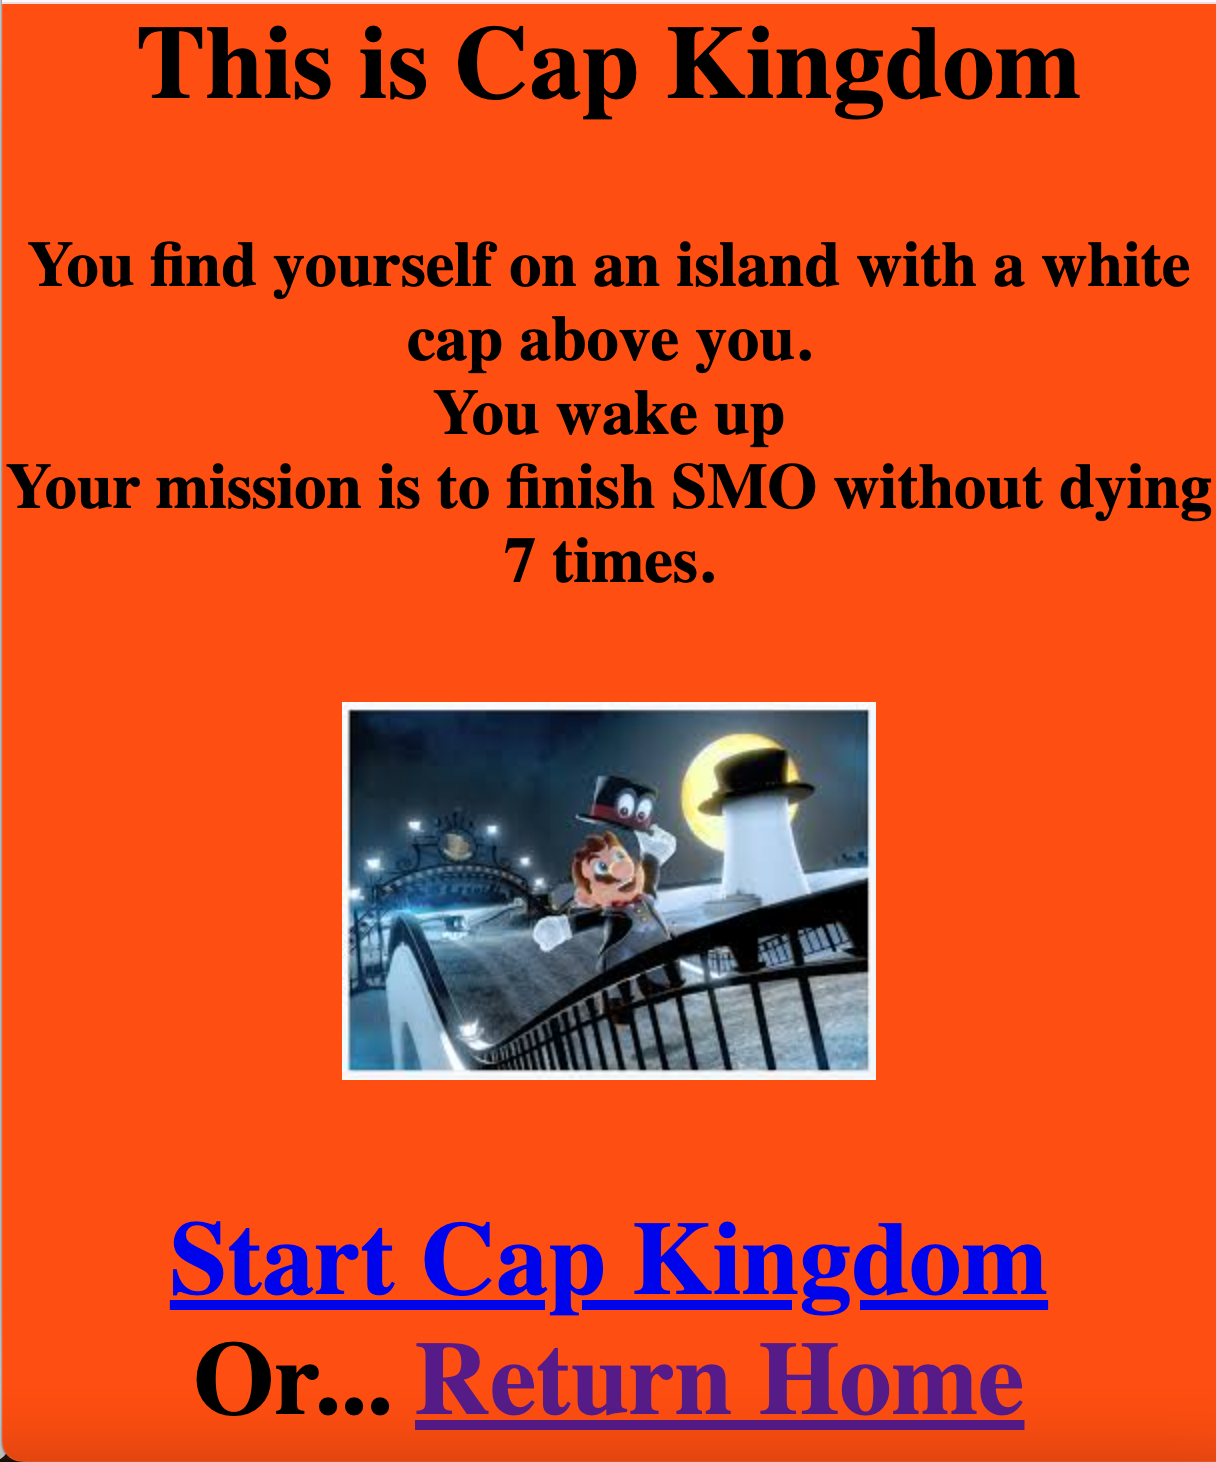 This is Cap Kingdom
You find yourself on an island with a white
cap above you.
You wake up
Your mission is to finish SMO without dying
7 times.
Start Cap Kingdom
Or... Return Home